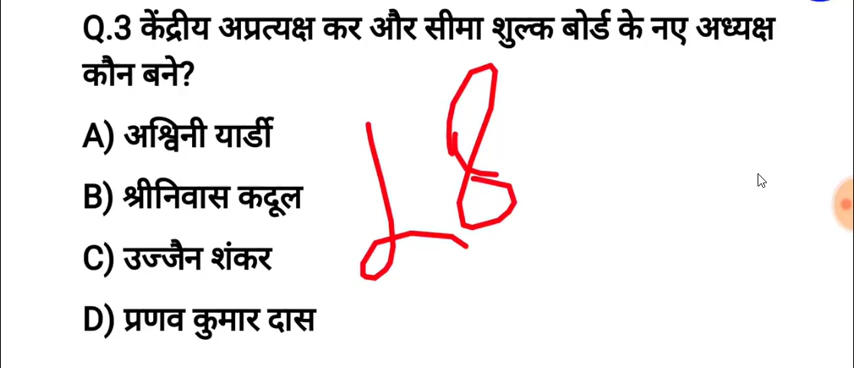 Q.3 केंद्रीय अप्रत्यक्ष कर और सीमा शुल्क बोर्ड के नए अध्यक्ष
कौन बने?
A) अश्विनी यार्डी
B) श्रीनिवास कदूल
C) उज्जैन शंकर
D) प्रणव कुमार दास